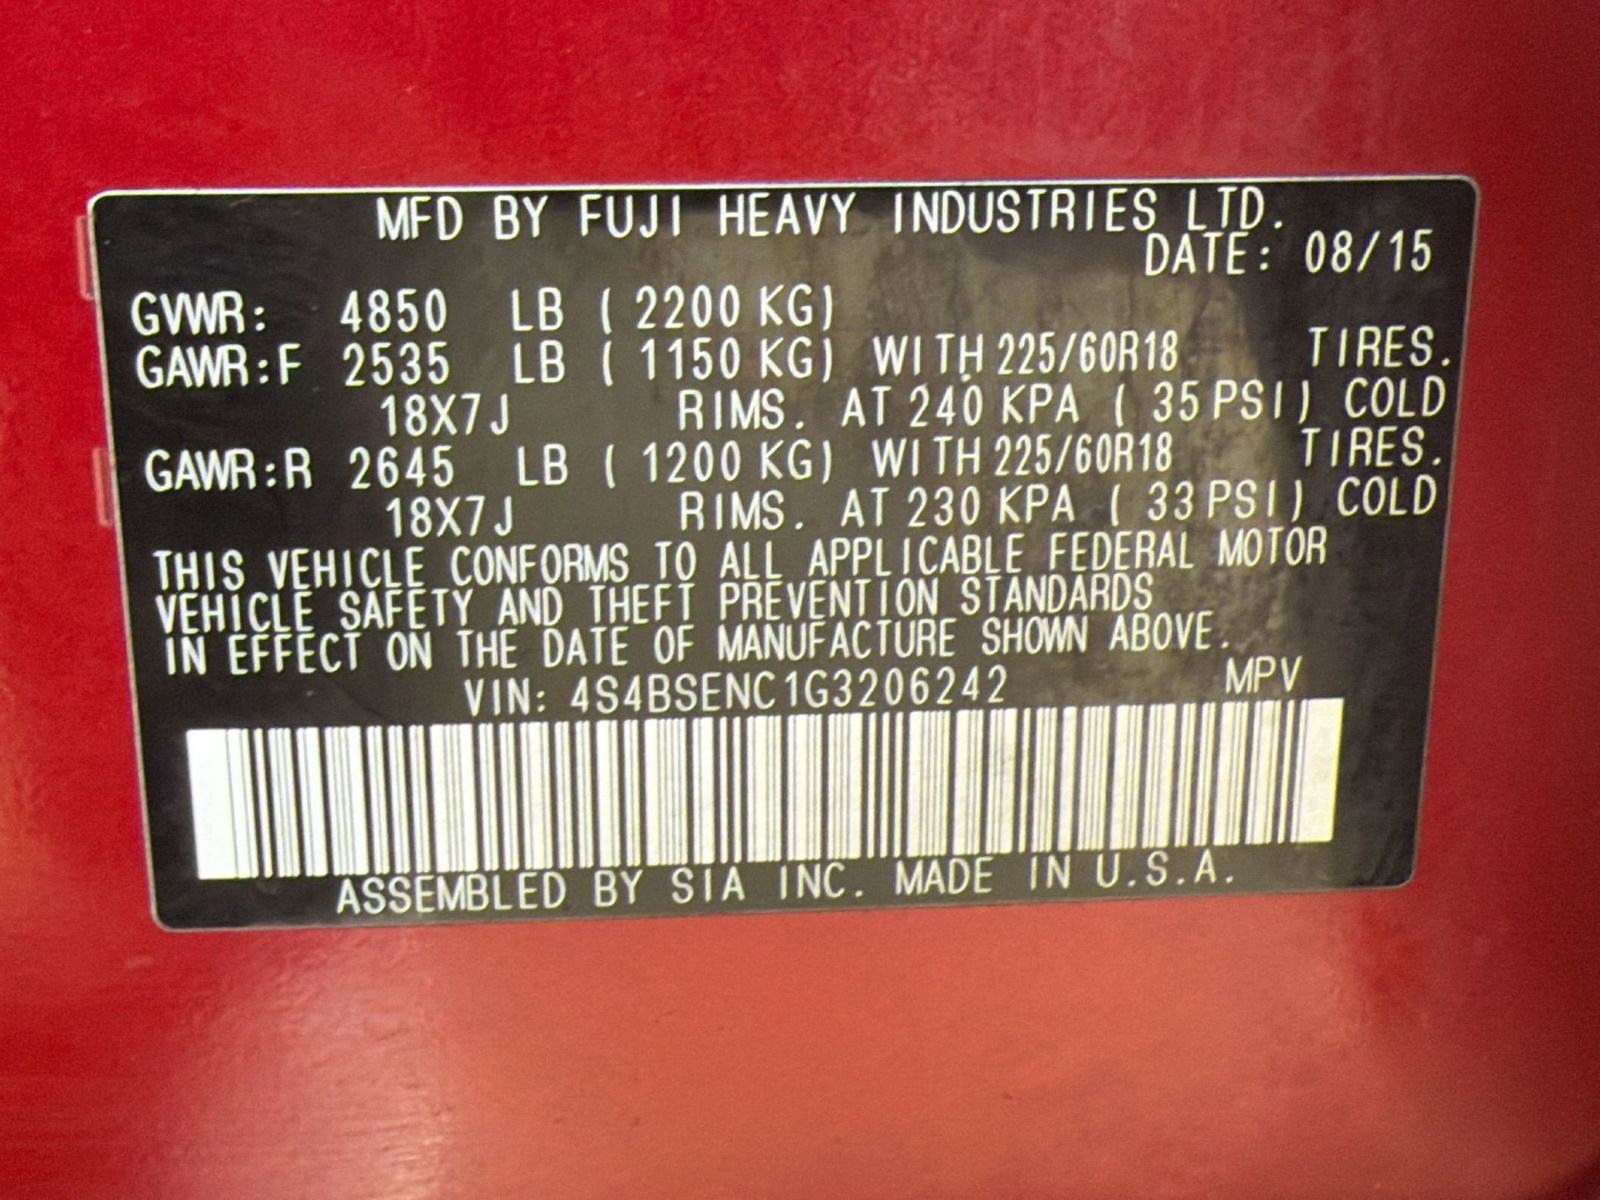 MFD BY FUJI HEAVY INDUSTRIES LTD.
DATE: 08/15
GVWR: 4850 LB ( 2200 KG)
GAWR:F 2535 LB ( 1150 KG) WITH 225/60R18 TIRES.
18X7J RIMS. AT 240 KPA ( 35 PSI) COLD
GAWR:R 2645 LB ( 1200 KG) WITH 225/60R18 TIRES.
18X7J RIMS. AT 230 KPA ( 33 PSI) COLD
THIS VEHICLE CONFORMS TO ALL APPLICABLE FEDERAL MOTOR
VEHICLE SAFETY AND THEFT PREVENTION STANDARDS
IN EFFECT ON THE DATE OF MANUFACTURE SHOWN ABOVE.
VIN: 4S4BSENC1G3206242 MPV
ASSEMBLED BY SIA INC. MADE IN U.S.A.